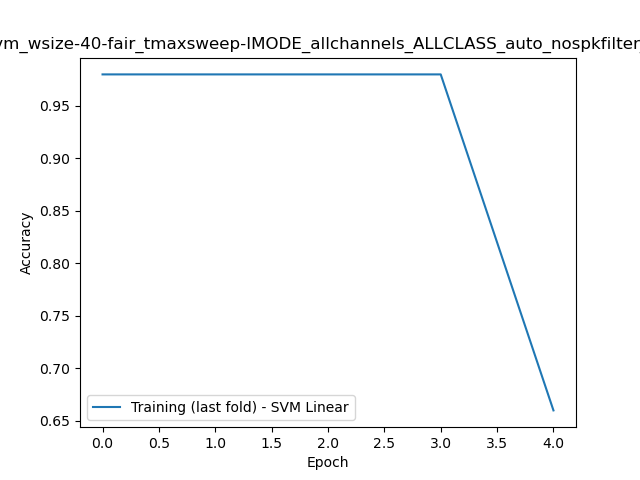 vm_wsize-40-fair_tmaxsweep-IMODE_allchannels_ALLCLASS_auto_nospkfilter_
Accuracy
0.95
0.90
0.85
0.80
0.75
0.70
0.65
Training (last fold) - SVM Linear
0.0 0.5 1.0 1.5 2.0 2.5 3.0 3.5 4.0
Epoch